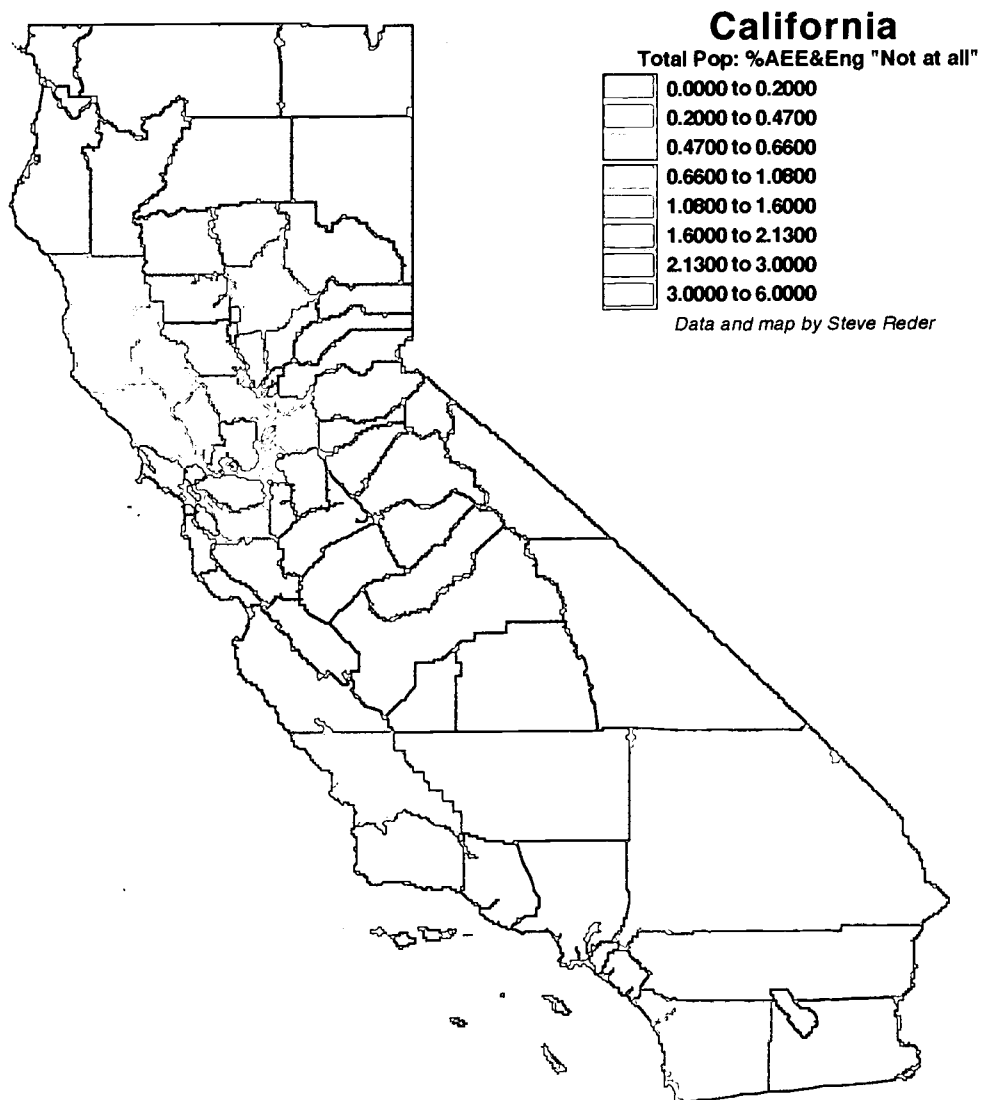 California
Total Pop: %AEE&Eng "Not at all"
0.0000 to 0.2000
0.2000 to 0.4700
0.4700 to 0.6600
0.6600 to 1.0800
1.0800 to 1.6000
1.6000 to 2.1300
2.1300 to 3.0000
3.0000 to 6.0000
Data and map by Steve Reder